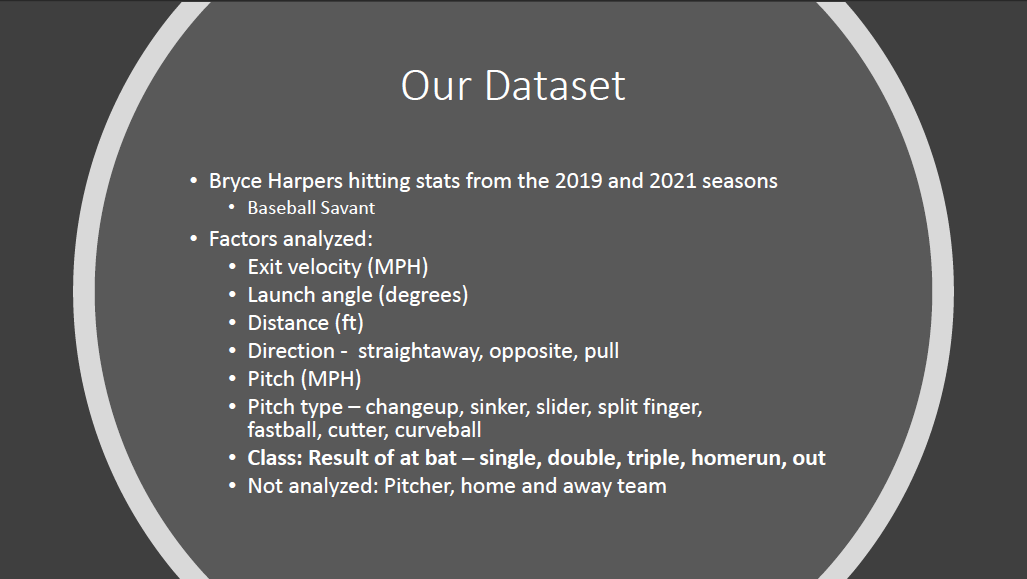 Our Dataset
• Bryce Harpers hitting stats from the 2019 and 2021 seasons
• Baseball Savant
• Factors analyzed:
• Exit velocity (MPH)
• Launch angle (degrees)
• Distance (ft)
• Direction -  straightaway, opposite, pull
• Pitch (MPH)
• Pitch type – changeup, sinker, slider, split finger,
fastball, cutter, curveball
• Class: Result of at bat – single, double, triple, homerun, out
• Not analyzed: Pitcher, home and away team